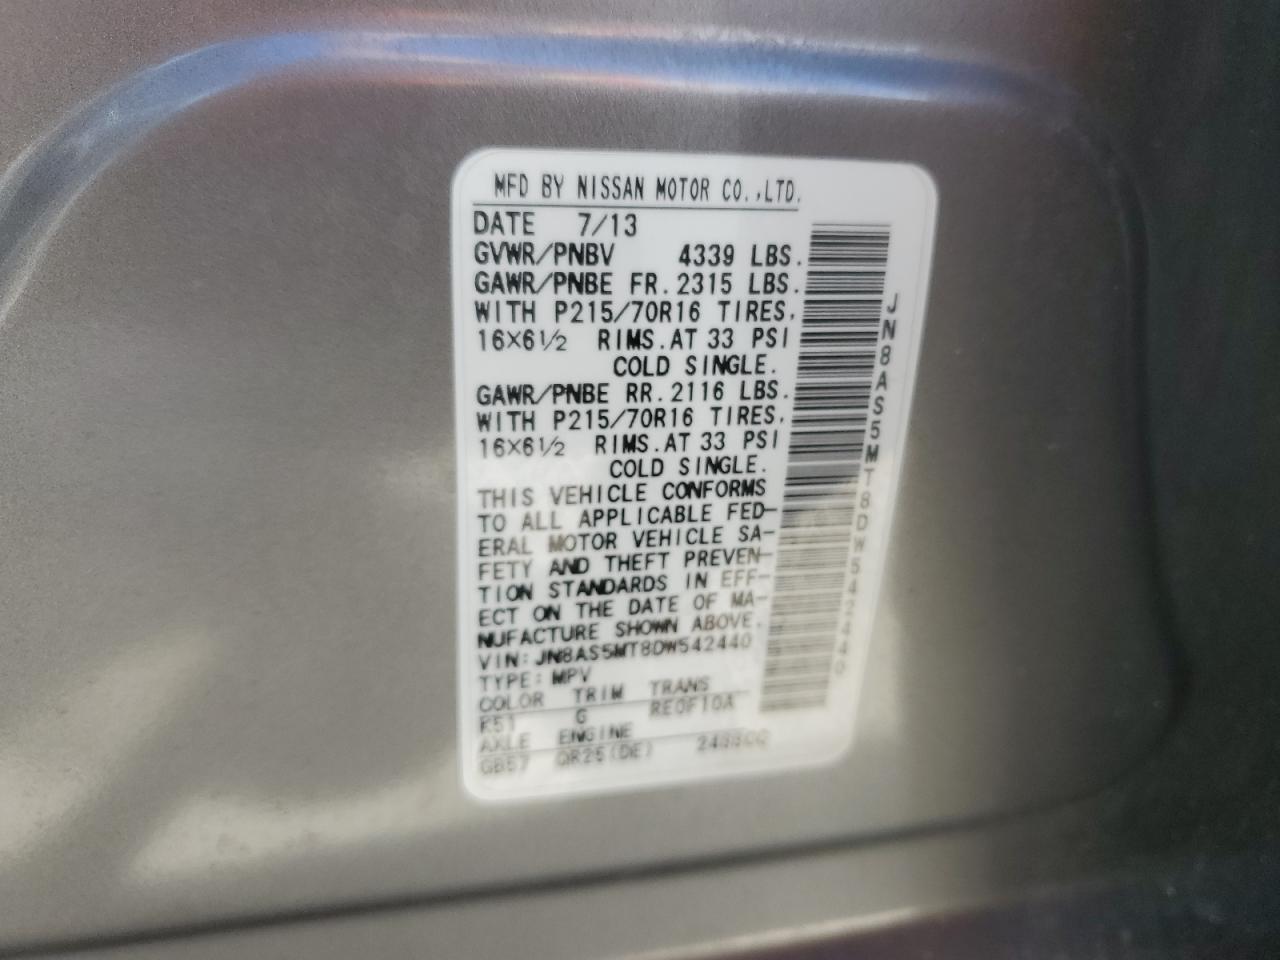 MFD BY NISSAN MOTOR CO.,LTD.
DATE 7/13
GVWR/PNBV 4339 LBS.
GAWR/PNBE FR. 2315 LBS.
WITH P215/70R16 TIRES,
16×6½ RIMS. AT 33 PSI
COLD SINGLE.
GAWR/PNBE RR. 2116 LBS.
WITH P215/70R16 TIRES,
16×6½ RIMS. AT 33 PSI
COLD SINGLE.
THIS VEHICLE CONFORMS
TO ALL APPLICABLE FED-
ERAL MOTOR VEHICLE SA-
FETY AND THEFT PREVEN-
TION STANDARDS IN EFF-
ECT ON THE DATE OF MA-
NUFACTURE SHOWN ABOVE.
VIN: JN8AS5MT8DW542440
TYPE: MPV
COLOR TRIM TRANS
K51 G RE0F10A
AXLE ENGINE
GB57 QR25(DE) 2488CC
JN8AS5MT8DW542440